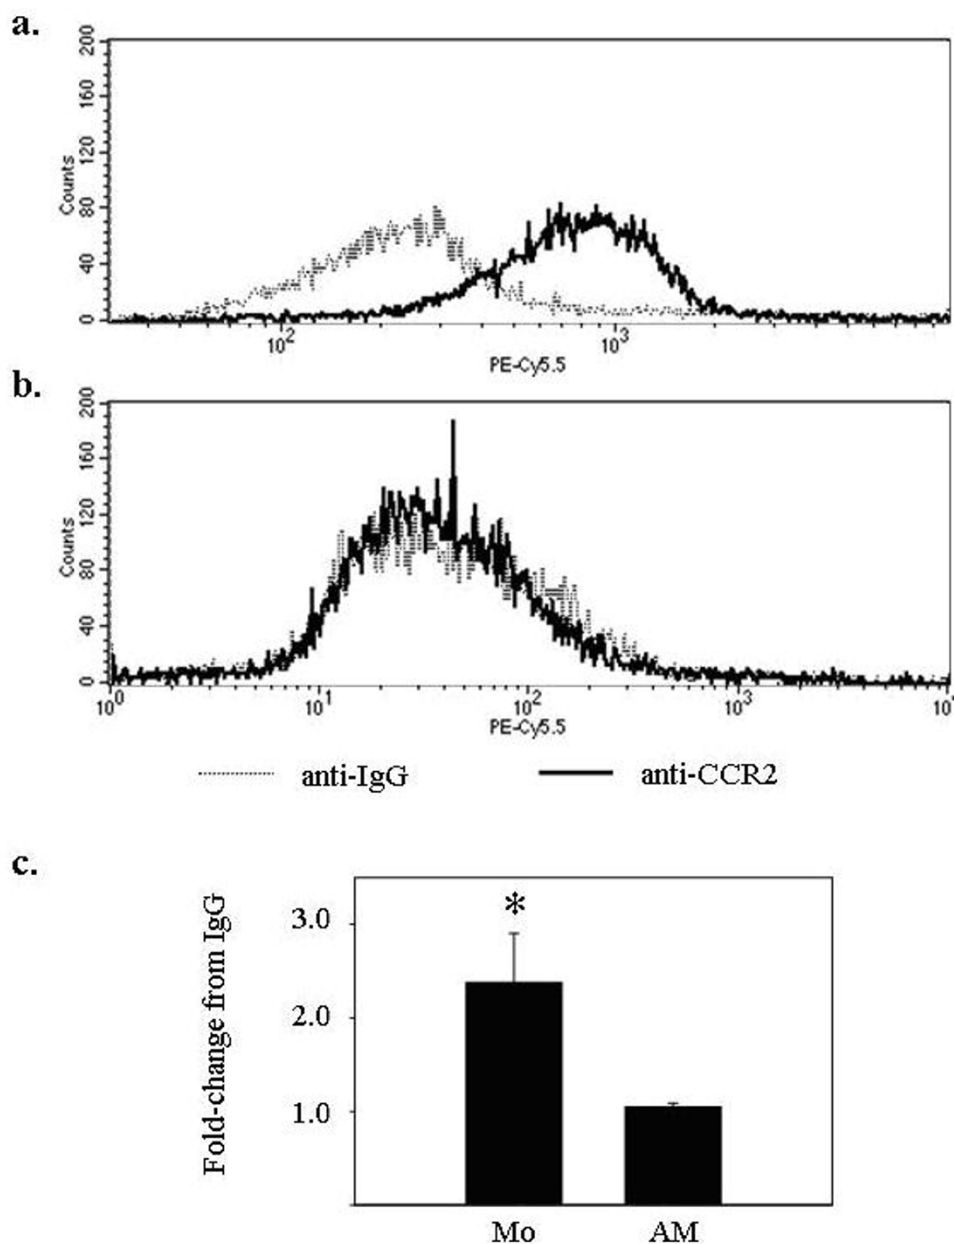 a.
200
160
120
80
40
0
Counts
10² 10³
PE-Cy5.5
b.
200
160
120
80
40
0
Counts
10⁰ 10¹ 10² 10³
PE-Cy5.5
anti-IgG anti-CCR2
c.
Fold-change from IgG
3.0
2.0
1.0
*
Mo AM